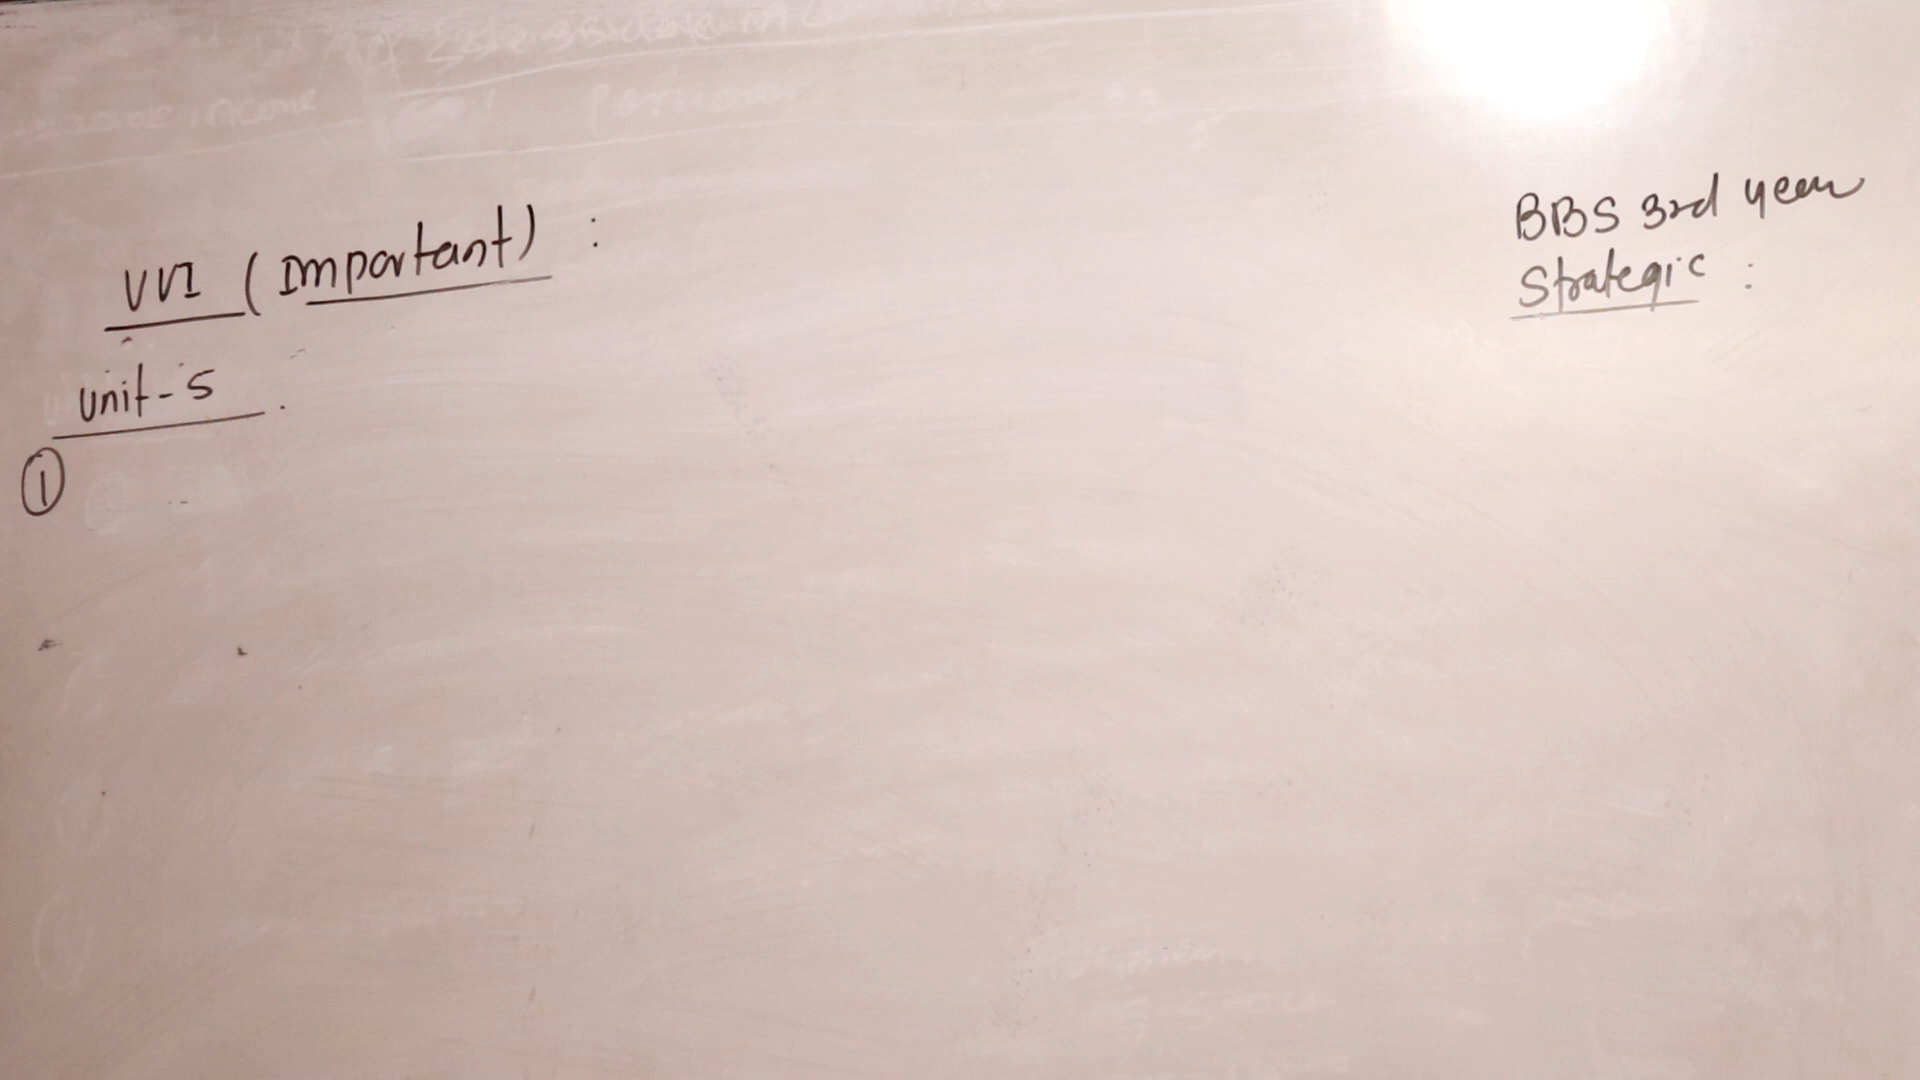 VVI (Important) :
BBS 3rd year
Strategic :
unit-5
①